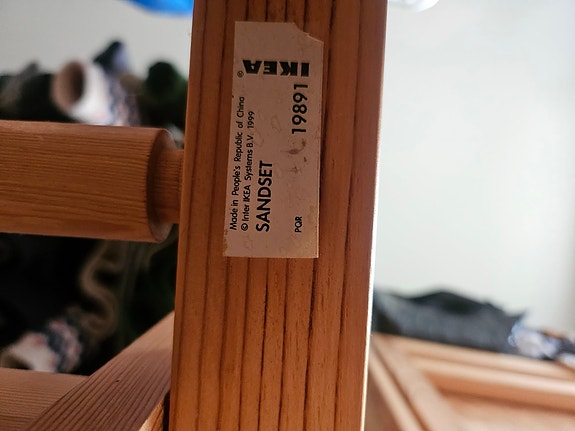 IKEA®
Made in People's Republic of China
© Inter IKEA Systems B.V. 1999
SANDSET
19891
PQR